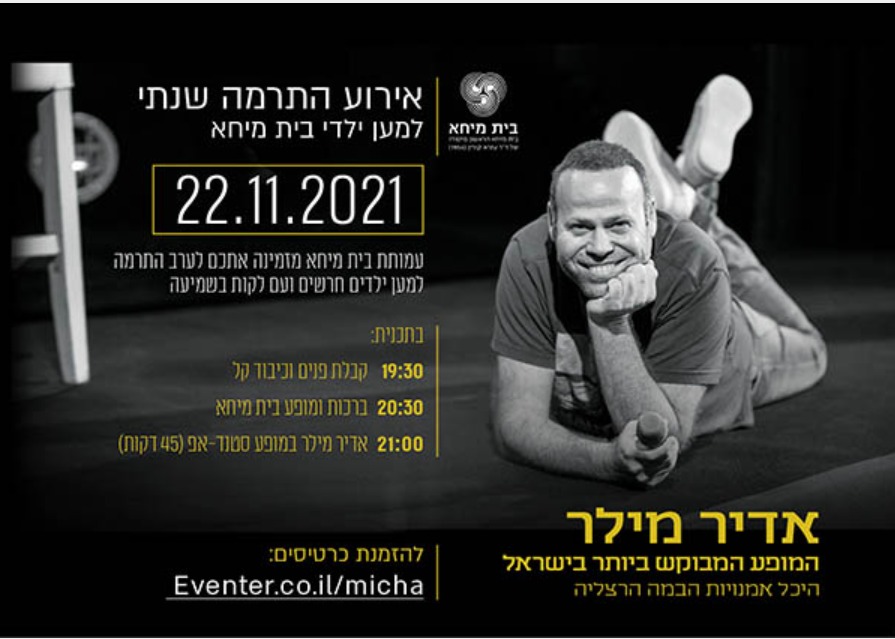 אירוע התרמה שנתי
למען ילדי בית מיחא
22.11.2021
עמותת בית מיחא מזמינה אתכם לערב התרמה
למען ילדים חרשים ועם לקות בשמיעה
בתכנית:
19:30 קבלת פנים וכיבוד קל
20:30 ברכות ומופע בית מיחא
21:00 אדיר מילר במופע סטנד-אפ (45 דקות)
להזמנת כרטיסים:
Eventer.co.il/micha
בית מיחא
אדיר מילר
המופע המבוקש ביותר בישראל
היכל אמנויות הבמה הרצליה